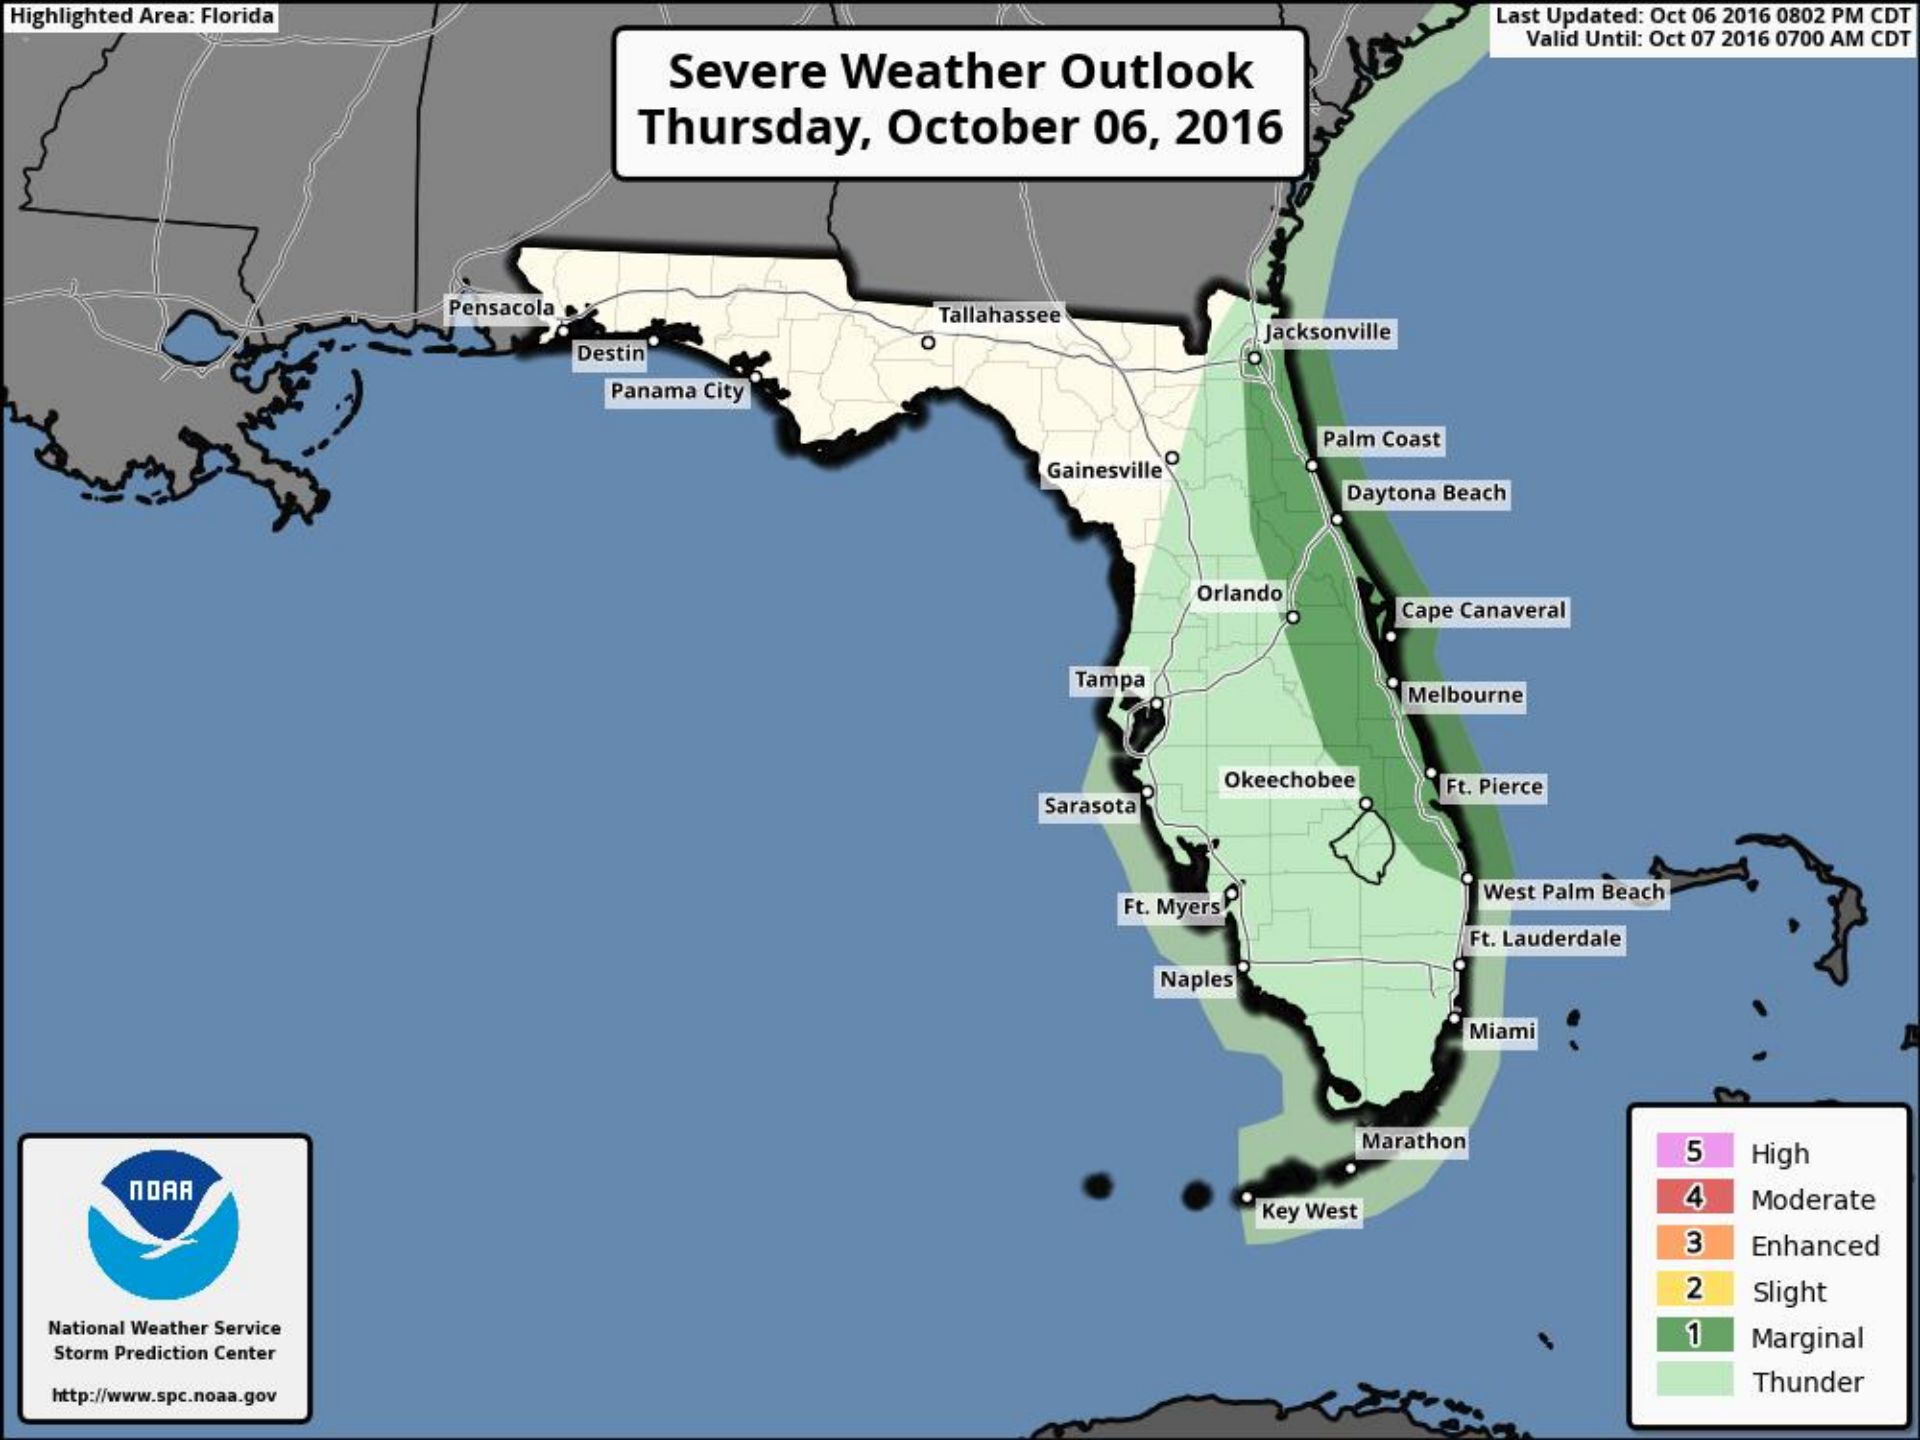 Highlighted Area: Florida
Last Updated: Oct 06 2016 0802 PM CDT
Valid Until: Oct 07 2016 0700 AM CDT
Severe Weather Outlook
Thursday, October 06, 2016
Pensacola
Tallahassee
Jacksonville
Destin
Panama City
Palm Coast
Gainesville
Daytona Beach
Orlando
Cape Canaveral
Tampa
Melbourne
Okeechobee
Ft. Pierce
Sarasota
West Palm Beach
Ft. Myers
Ft. Lauderdale
Naples
Miami
Marathon
Key West
NOAA
National Weather Service
Storm Prediction Center
http://www.spc.noaa.gov
5 High
4 Moderate
3 Enhanced
2 Slight
1 Marginal
Thunder